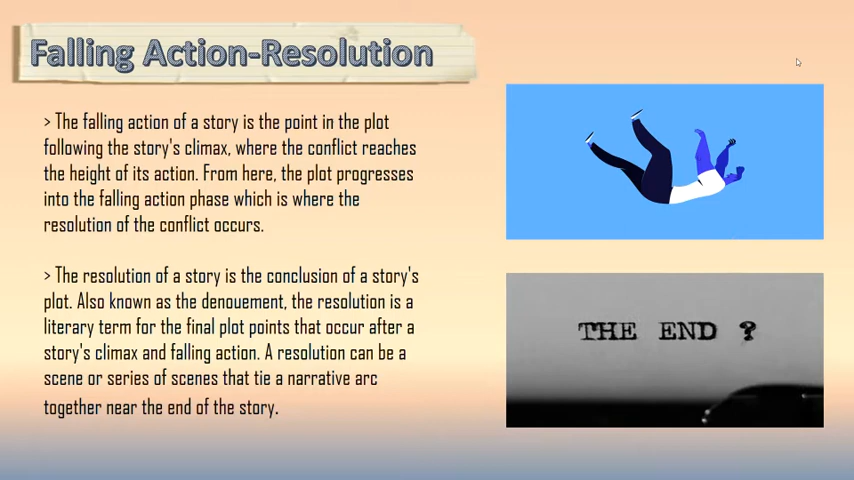 Falling Action-Resolution
> The falling action of a story is the point in the plot
following the story's climax, where the conflict reaches
the height of its action. From here, the plot progresses
into the falling action phase which is where the
resolution of the conflict occurs.
> The resolution of a story is the conclusion of a story's
plot. Also known as the denouement, the resolution is a
literary term for the final plot points that occur after a
story's climax and falling action. A resolution can be a
scene or series of scenes that tie a narrative arc
together near the end of the story.
THE END ?